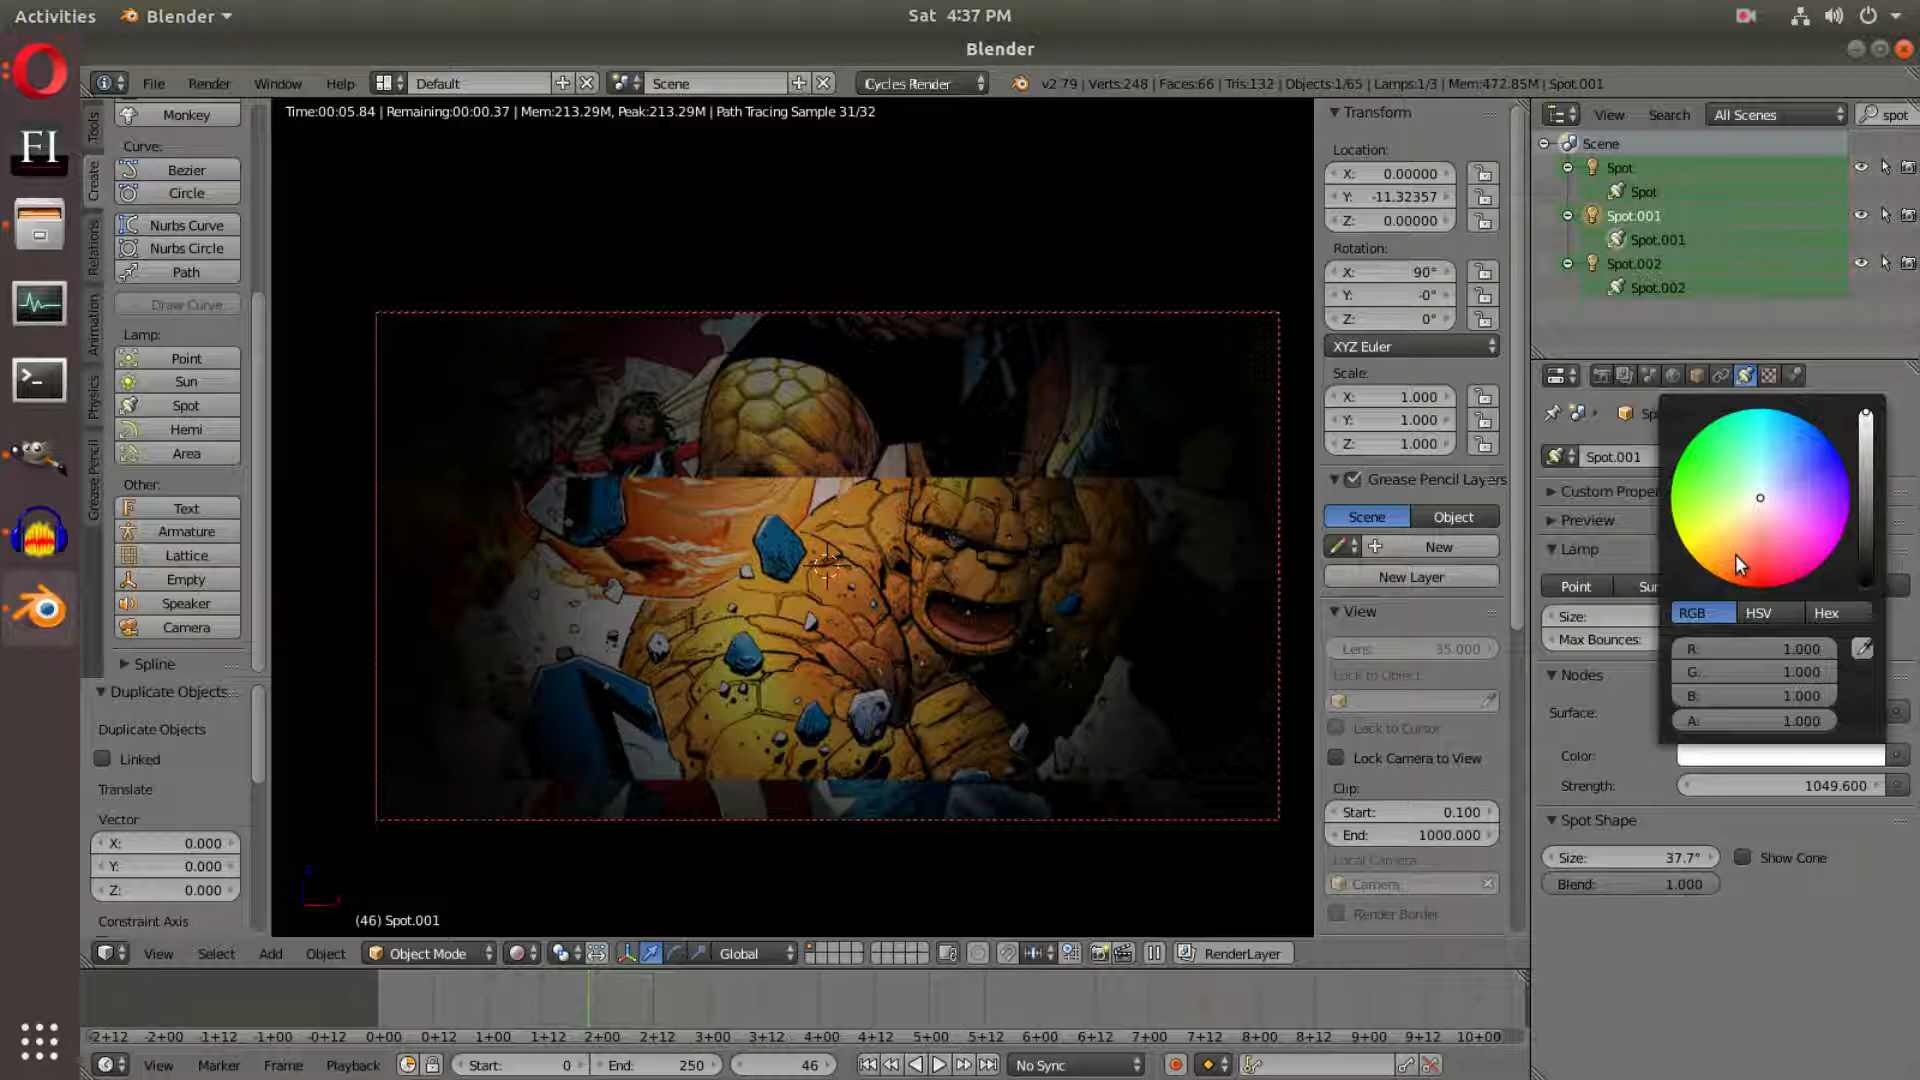 Activities
Blender
Sat 4:37 PM
Blender
File Render Window Help
Default
Scene
Cycles Render
v2.79 | Verts:248 | Faces:66 | Tris:132 | Objects:1/65 | Lamps:1/3 | Mem:472.85M | Spot.001
Time:00:05.84 | Remaining:00:00.37 | Mem:213.29M, Peak:213.29M | Path Tracing Sample 31/32
FI
Tools
Create
Relations
Animation
Physics
Grease Pencil
Monkey
Curve:
Bezier
Circle
Nurbs Curve
Nurbs Circle
Path
Draw Curve
Lamp:
Point
Sun
Spot
Hemi
Area
Other:
Text
Armature
Lattice
Empty
Speaker
Camera
Spline
Duplicate Objects
Duplicate Objects
Linked
Translate
Vector
X: 0.000
Y: 0.000
Z: 0.000
Constraint Axis
(46) Spot.001
Transform
Location:
X: 0.00000
Y: -11.32357
Z: 0.00000
Rotation:
X: 90°
Y: -0°
Z: 0°
XYZ Euler
Scale:
X: 1.000
Y: 1.000
Z: 1.000
Grease Pencil Layers
Scene Object
New
New Layer
View
Lens: 35.000
Lock to Object:
Lock to Cursor
Lock Camera to View
Clip:
Start: 0.100
End: 1000.000
Local Camera
Camera
Render Border
View Search All Scenes spot
Scene
Spot
Spot
Spot.001
Spot.001
Spot.002
Spot.002
Sp
Spot.001
Custom Proper
Preview
Lamp
Point Sun
Size:
Max Bounces:
Nodes
Surface:
Color:
Strength: 1049.600
Spot Shape
Size: 37.7°
Show Cone
Blend: 1.000
RGB HSV Hex
R: 1.000
G: 1.000
B: 1.000
A: 1.000
View Select Add Object
Object Mode
Global
RenderLayer
-2+12 -2+00 -1+12 -1+00 -0+12 0+00 0+12 1+00 1+12 2+00 2+12 3+00 3+12 4+00 4+12 5+00 5+12 6+00 6+12 7+00 7+12 8+00 8+12 9+00 9+12 10+00
View Marker Frame Playback
Start: 0
End: 250
46
No Sync